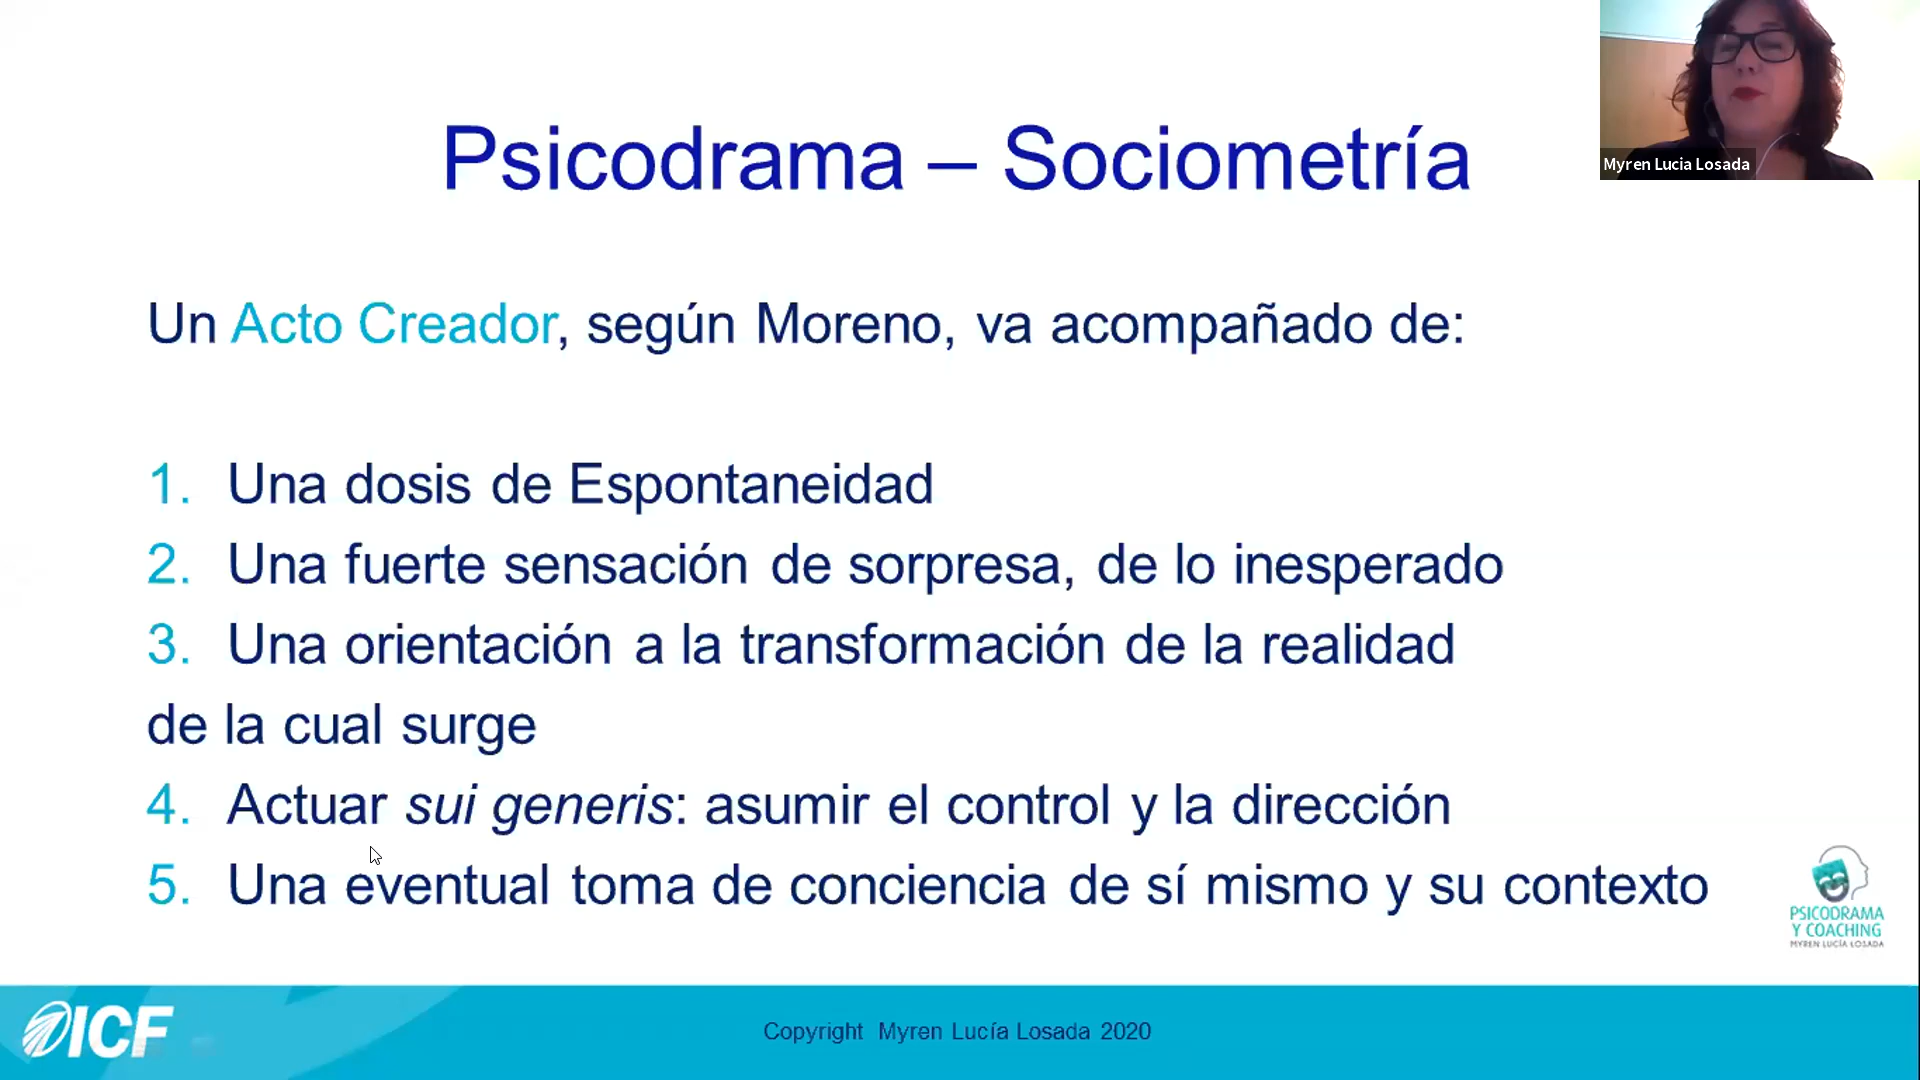 Psicodrama – Sociometría
Myren Lucia Losada
Un Acto Creador, según Moreno, va acompañado de:
1. Una dosis de Espontaneidad
2. Una fuerte sensación de sorpresa, de lo inesperado
3. Una orientación a la transformación de la realidad
de la cual surge
4. Actuar sui generis: asumir el control y la dirección
5. Una eventual toma de conciencia de sí mismo y su contexto
PSICODRAMA
Y COACHING
MYREN LUCÍA LOSADA
ICF
Copyright Myren Lucía Losada 2020